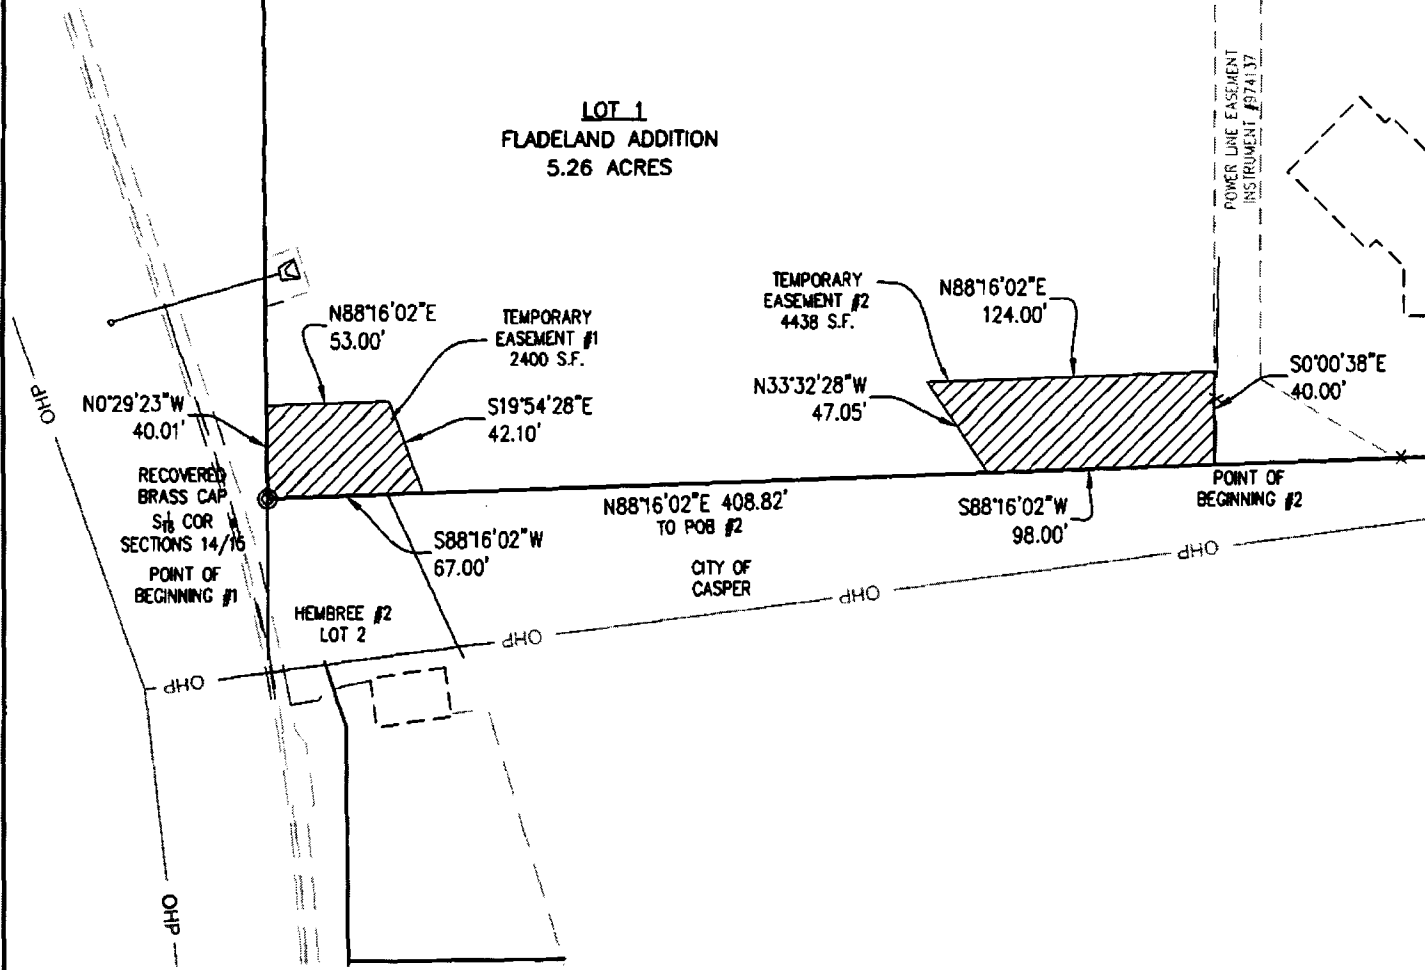 LOT 1
FLADELAND ADDITION
5.26 ACRES
POWER LINE EASEMENT
INSTRUMENT #974137
N88°16'02"E
53.00'
TEMPORARY
EASEMENT #1
2400 S.F.
TEMPORARY
EASEMENT #2
4438 S.F.
N88°16'02"E
124.00'
N0°29'23"W
40.01'
S19°54'28"E
42.10'
N33°32'28"W
47.05'
S0°00'38"E
40.00'
OHP
RECOVERED
BRASS CAP
S1/16 COR
SECTIONS 14/15
POINT OF
BEGINNING #1
S88°16'02"W
67.00'
N88°16'02"E 408.82'
TO POB #2
S88°16'02"W
98.00'
POINT OF
BEGINNING #2
CITY OF
CASPER
HEMBREE #2
LOT 2
OHP
OHP
OHP
OHP
OHP